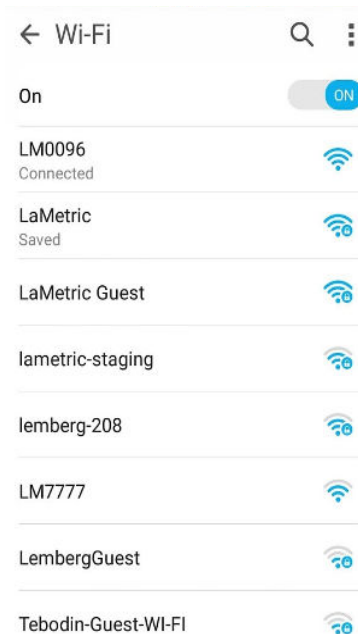 Wi-Fi
On
ON
LM0096
Connected
LaMetric
Saved
LaMetric Guest
lametric-staging
lemberg-208
LM7777
LembergGuest
Tebodin-Guest-WI-FI